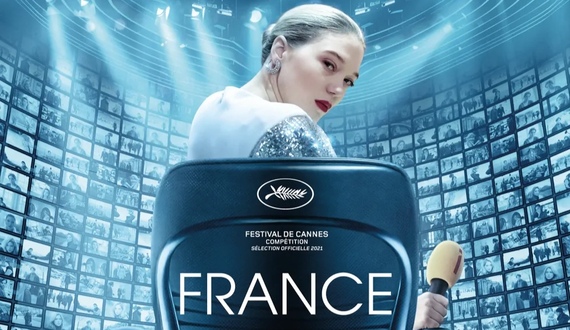 FESTIVAL DE CANNES
COMPÉTITION
SÉLECTION OFFICIELLE 2021
FRANCE